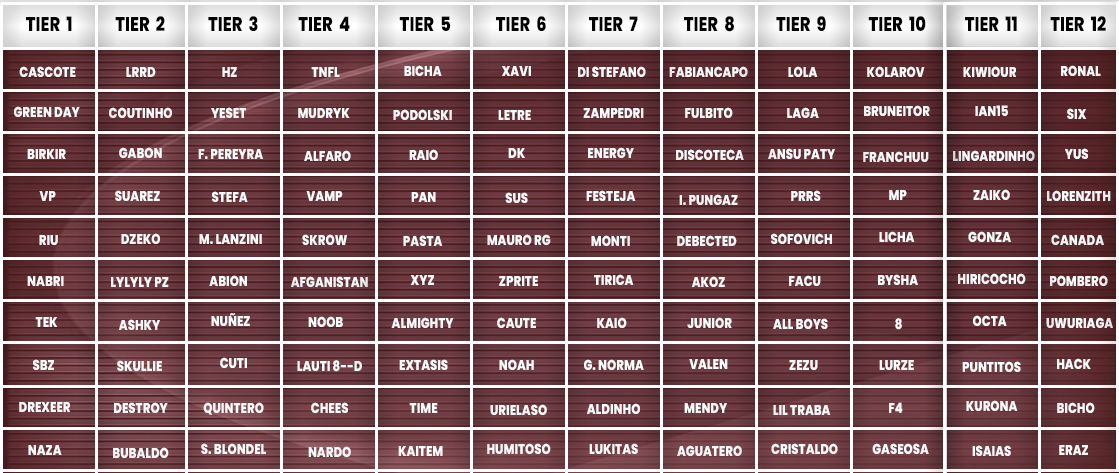 TIER 1 TIER 2 TIER 3 TIER 4 TIER 5 TIER 6 TIER 7 TIER 8 TIER 9 TIER 10 TIER 11 TIER 12
CASCOTE LRRD HZ TNFL BICHA XAVI DI STEFANO FABIANCAPO LOLA KOLAROV KIWIOUR RONAL
GREEN DAY COUTINHO YESET MUDRYK PODOLSKI LETRE ZAMPEDRI FULBITO LAGA BRUNEITOR IAN15 SIX
BIRKIR GABON F. PEREYRA ALFARO RAIO DK ENERGY DISCOTECA ANSU PATY FRANCHUU LINGARDINHO YUS
VP SUAREZ STEFA VAMP PAN SUS FESTEJA I. PUNGAZ PRRS MP ZAIKO LORENZITH
RIU DZEKO M. LANZINI SKROW PASTA MAURO RG MONTI DEBECTED SOFOVICH LICHA GONZA CANADA
NABRI LYLYLY PZ ABION AFGANISTAN XYZ ZPRITE TIRICA AKOZ FACU BYSHA HIRICOCHO POMBERO
TEK ASHKY NUÑEZ NOOB ALMIGHTY CAUTE KAIO JUNIOR ALL BOYS 8 OCTA UWURIAGA
SBZ SKULLIE CUTI LAUTI 8--D EXTASIS NOAH G. NORMA VALEN ZEZU LURZE PUNTITOS HACK
DREXEER DESTROY QUINTERO CHEES TIME URIELASO ALDINHO MENDY LIL TRABA F4 KURONA BICHO
NAZA BUBALDO S. BLONDEL NARDO KAITEM HUMITOSO LUKITAS AGUATERO CRISTALDO GASEOSA ISAIAS ERAZ